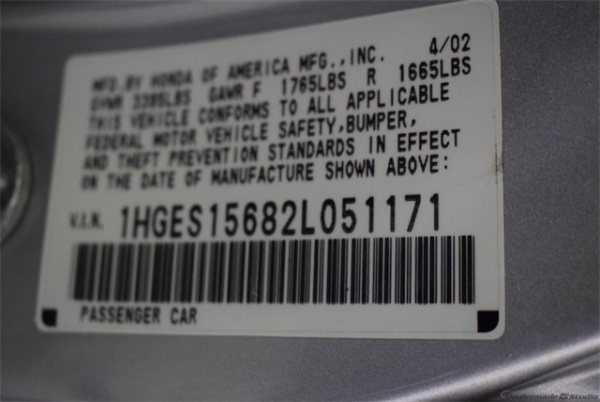 MFD. BY HONDA OF AMERICA MFG., INC. 4/02
GVWR 3395LBS GAWR F 1765LBS R 1665LBS
THIS VEHICLE CONFORMS TO ALL APPLICABLE
FEDERAL MOTOR VEHICLE SAFETY, BUMPER,
AND THEFT PREVENTION STANDARDS IN EFFECT
ON THE DATE OF MANUFACTURE SHOWN ABOVE:
V.I.N. 1HGES15682L051171
PASSENGER CAR
Studio